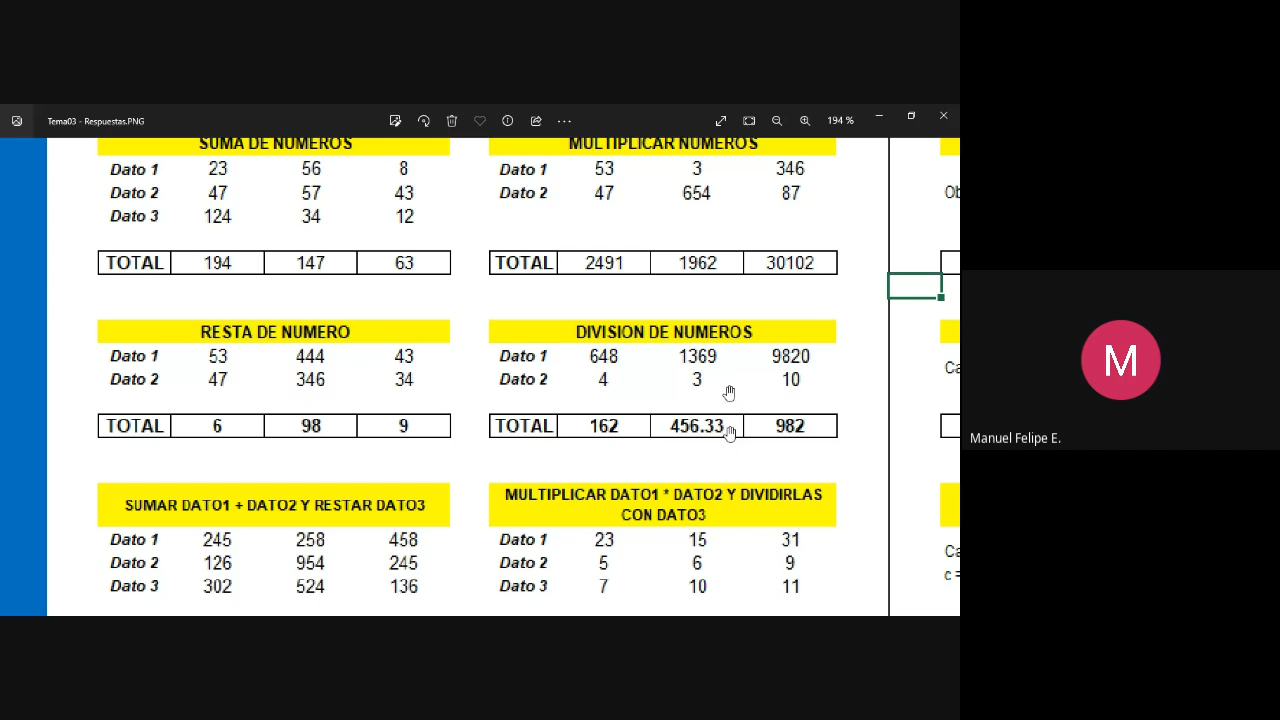 Tema03 - Respuestas.PNG
194 %
SUMA DE NUMEROS
Dato 1 23 56 8
Dato 2 47 57 43
Dato 3 124 34 12
TOTAL 194 147 63
MULTIPLICAR NUMEROS
Dato 1 53 3 346
Dato 2 47 654 87
TOTAL 2491 1962 30102
RESTA DE NUMERO
Dato 1 53 444 43
Dato 2 47 346 34
TOTAL 6 98 9
DIVISION DE NUMEROS
Dato 1 648 1369 9820
Dato 2 4 3 10
TOTAL 162 456.33 982
SUMAR DATO1 + DATO2 Y RESTAR DATO3
Dato 1 245 258 458
Dato 2 126 954 245
Dato 3 302 524 136
MULTIPLICAR DATO1 * DATO2 Y DIVIDIRLAS
CON DATO3
Dato 1 23 15 31
Dato 2 5 6 9
Dato 3 7 10 11
Ob
Ca
Ca
c =
M
Manuel Felipe E.